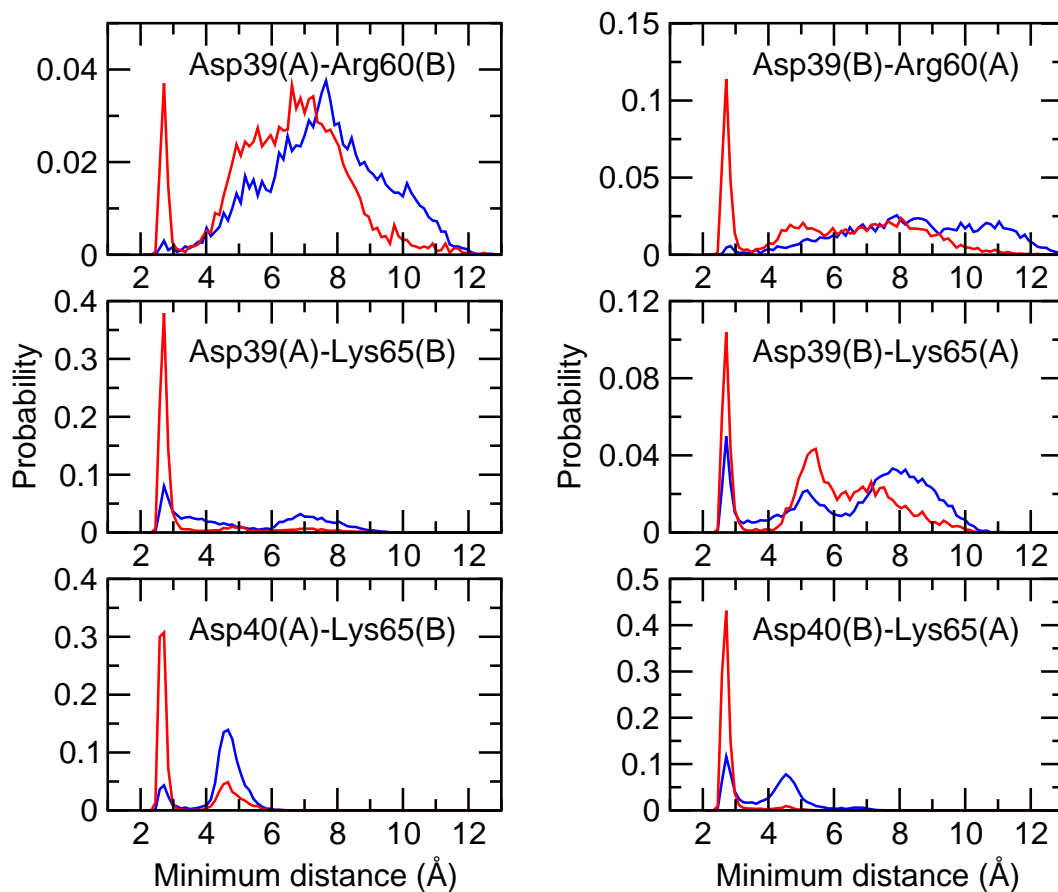 0.04
0.02
0
Asp39(A)-Arg60(B)
2 4 6 8 10 12
0.15
0.1
0.05
0
Asp39(B)-Arg60(A)
2 4 6 8 10 12
0.4
0.3
0.2
0.1
0
Probability
Asp39(A)-Lys65(B)
2 4 6 8 10 12
0.12
0.08
0.04
0
Probability
Asp39(B)-Lys65(A)
2 4 6 8 10 12
0.4
0.3
0.2
0.1
0
Asp40(A)-Lys65(B)
2 4 6 8 10 12
Minimum distance (Å)
0.5
0.4
0.3
0.2
0.1
0
Asp40(B)-Lys65(A)
2 4 6 8 10 12
Minimum distance (Å)